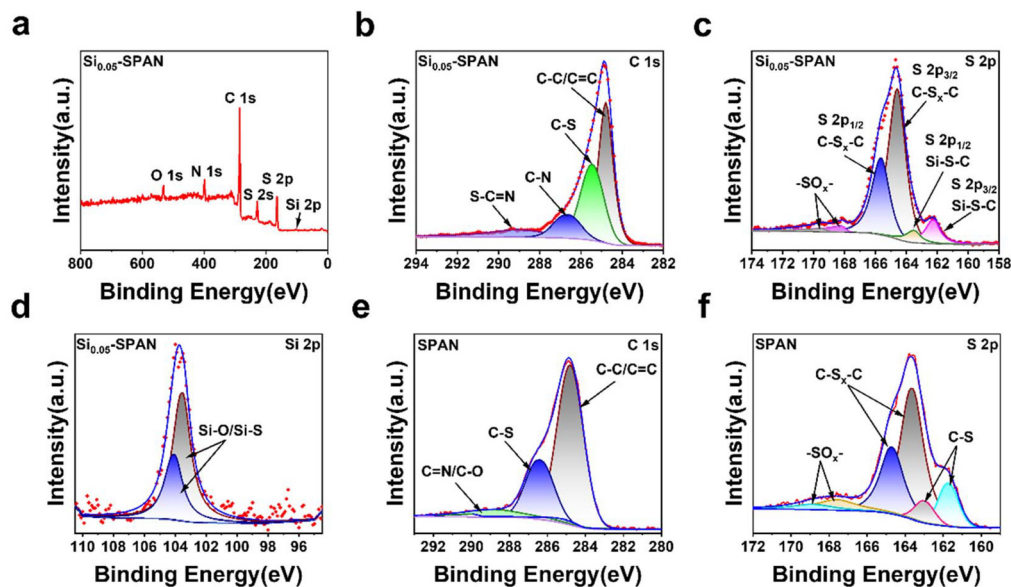 a
Si0.05-SPAN
C 1s
O 1s
N 1s
S 2s
S 2p
Si 2p
Intensity(a.u.)
800 600 400 200 0
Binding Energy(eV)
b
Si0.05-SPAN
C 1s
C-C/C=C
C-S
C-N
S-C=N
Intensity(a.u.)
294 292 290 288 286 284 282
Binding Energy(eV)
c
Si0.05-SPAN
S 2p
S 2p3/2
C-Sx-C
S 2p1/2
C-Sx-C
S 2p1/2
Si-S-C
S 2p3/2
Si-S-C
-SOx-
Intensity(a.u.)
174 172 170 168 166 164 162 160 158
Binding Energy(eV)
d
Si0.05-SPAN
Si 2p
Si-O/Si-S
Intensity(a.u.)
110 108 106 104 102 100 98 96
Binding Energy(eV)
e
SPAN
C 1s
C-C/C=C
C-S
C=N/C-O
Intensity(a.u.)
292 290 288 286 284 282 280
Binding Energy(eV)
f
SPAN
S 2p
C-Sx-C
C-S
-SOx-
Intensity(a.u.)
172 170 168 166 164 162 160
Binding Energy(eV)